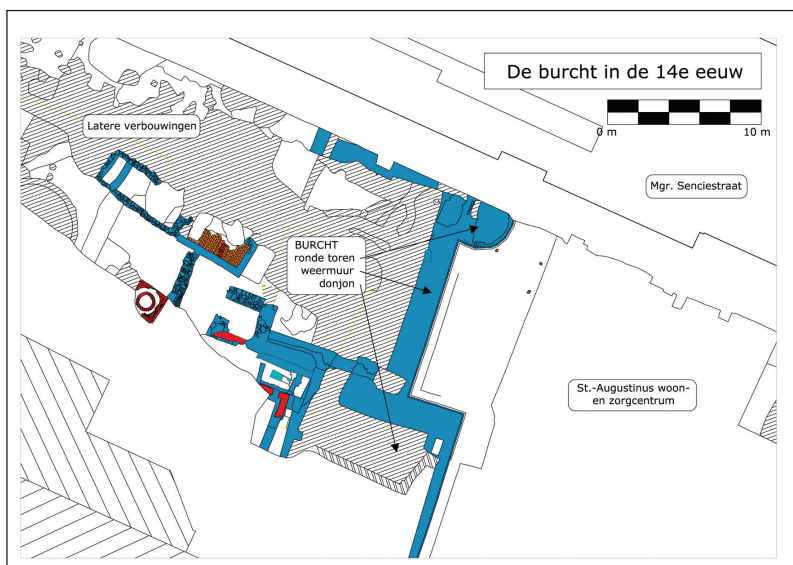 De burcht in de 14e eeuw
0 m 10 m
Latere verbouwingen
Mgr. Senciestraat
BURCHT
ronde toren
weermuur
donjon
St.-Augustinus woon-
en zorgcentrum